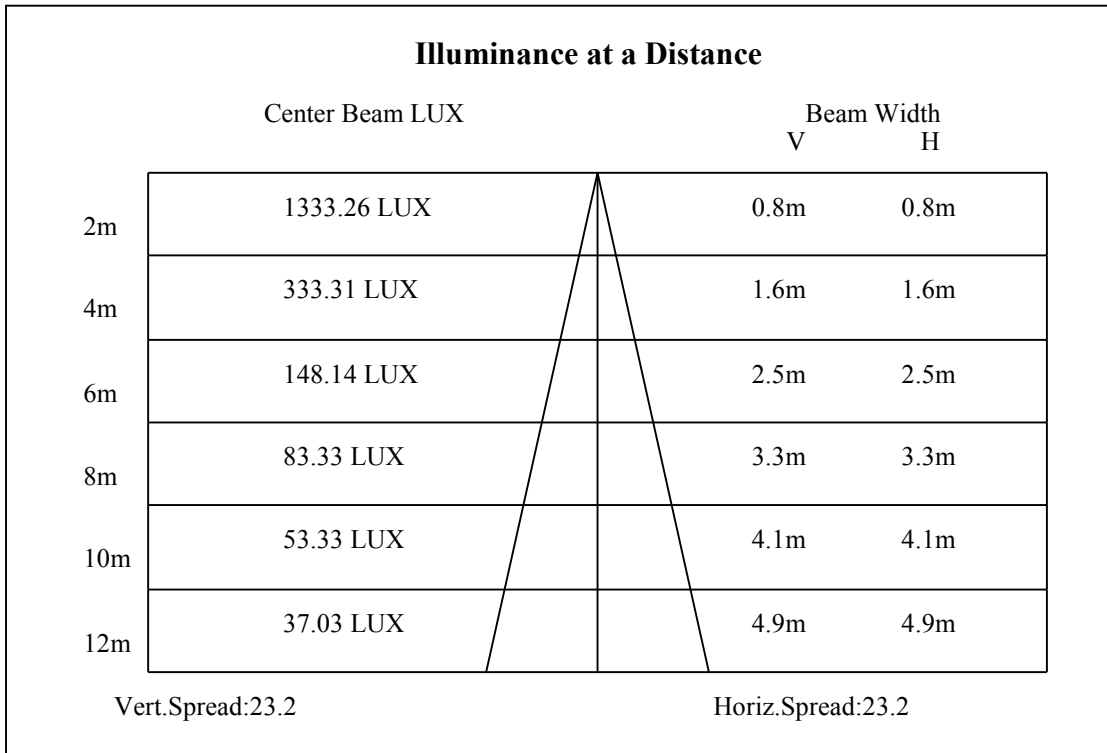 Illuminance at a Distance
Center Beam LUX Beam Width
V H
2m 1333.26 LUX 0.8m 0.8m
4m 333.31 LUX 1.6m 1.6m
6m 148.14 LUX 2.5m 2.5m
8m 83.33 LUX 3.3m 3.3m
10m 53.33 LUX 4.1m 4.1m
12m 37.03 LUX 4.9m 4.9m
Vert.Spread:23.2 Horiz.Spread:23.2